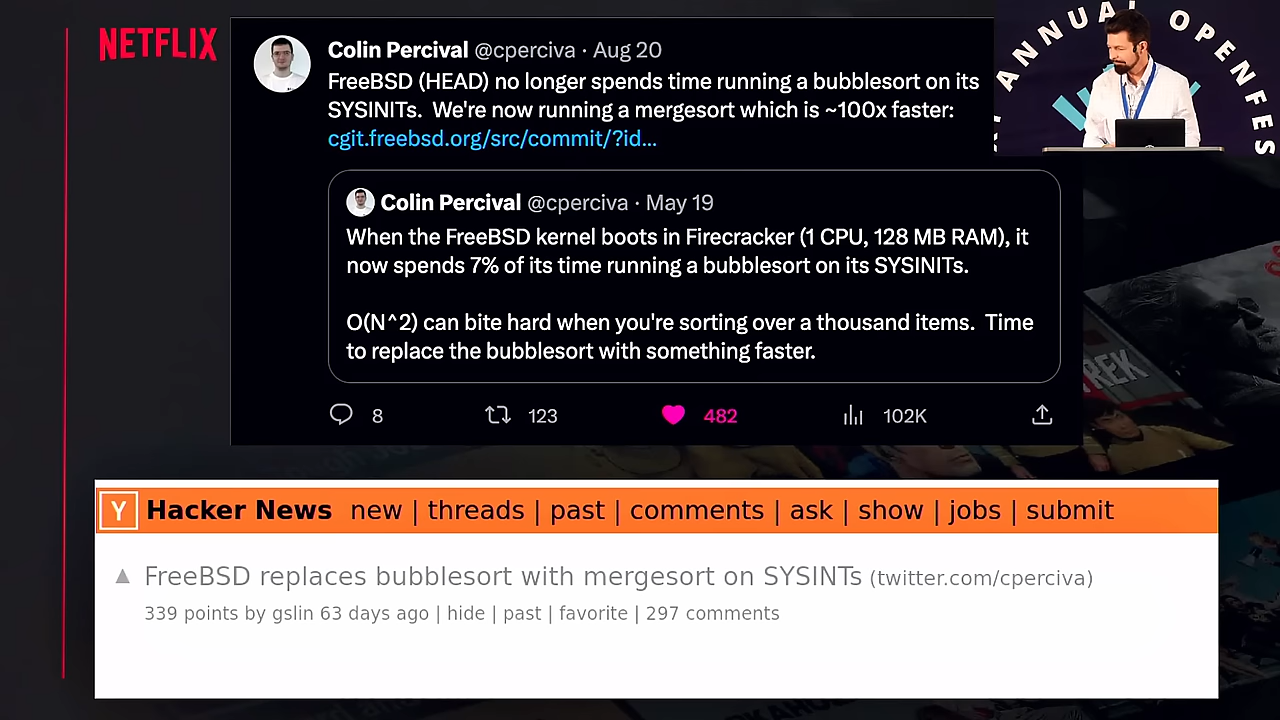 NETFLIX
Colin Percival @cperciva · Aug 20
FreeBSD (HEAD) no longer spends time running a bubblesort on its
SYSINITs. We're now running a mergesort which is ~100x faster:
cgit.freebsd.org/src/commit/?id...
Colin Percival @cperciva · May 19
When the FreeBSD kernel boots in Firecracker (1 CPU, 128 MB RAM), it
now spends 7% of its time running a bubblesort on its SYSINITs.
O(N^2) can bite hard when you're sorting over a thousand items. Time
to replace the bubblesort with something faster.
8 123 482 102K
ANNUAL OPENFES
TREK
Y Hacker News new | threads | past | comments | ask | show | jobs | submit
▲ FreeBSD replaces bubblesort with mergesort on SYSINTs (twitter.com/cperciva)
339 points by gslin 63 days ago | hide | past | favorite | 297 comments